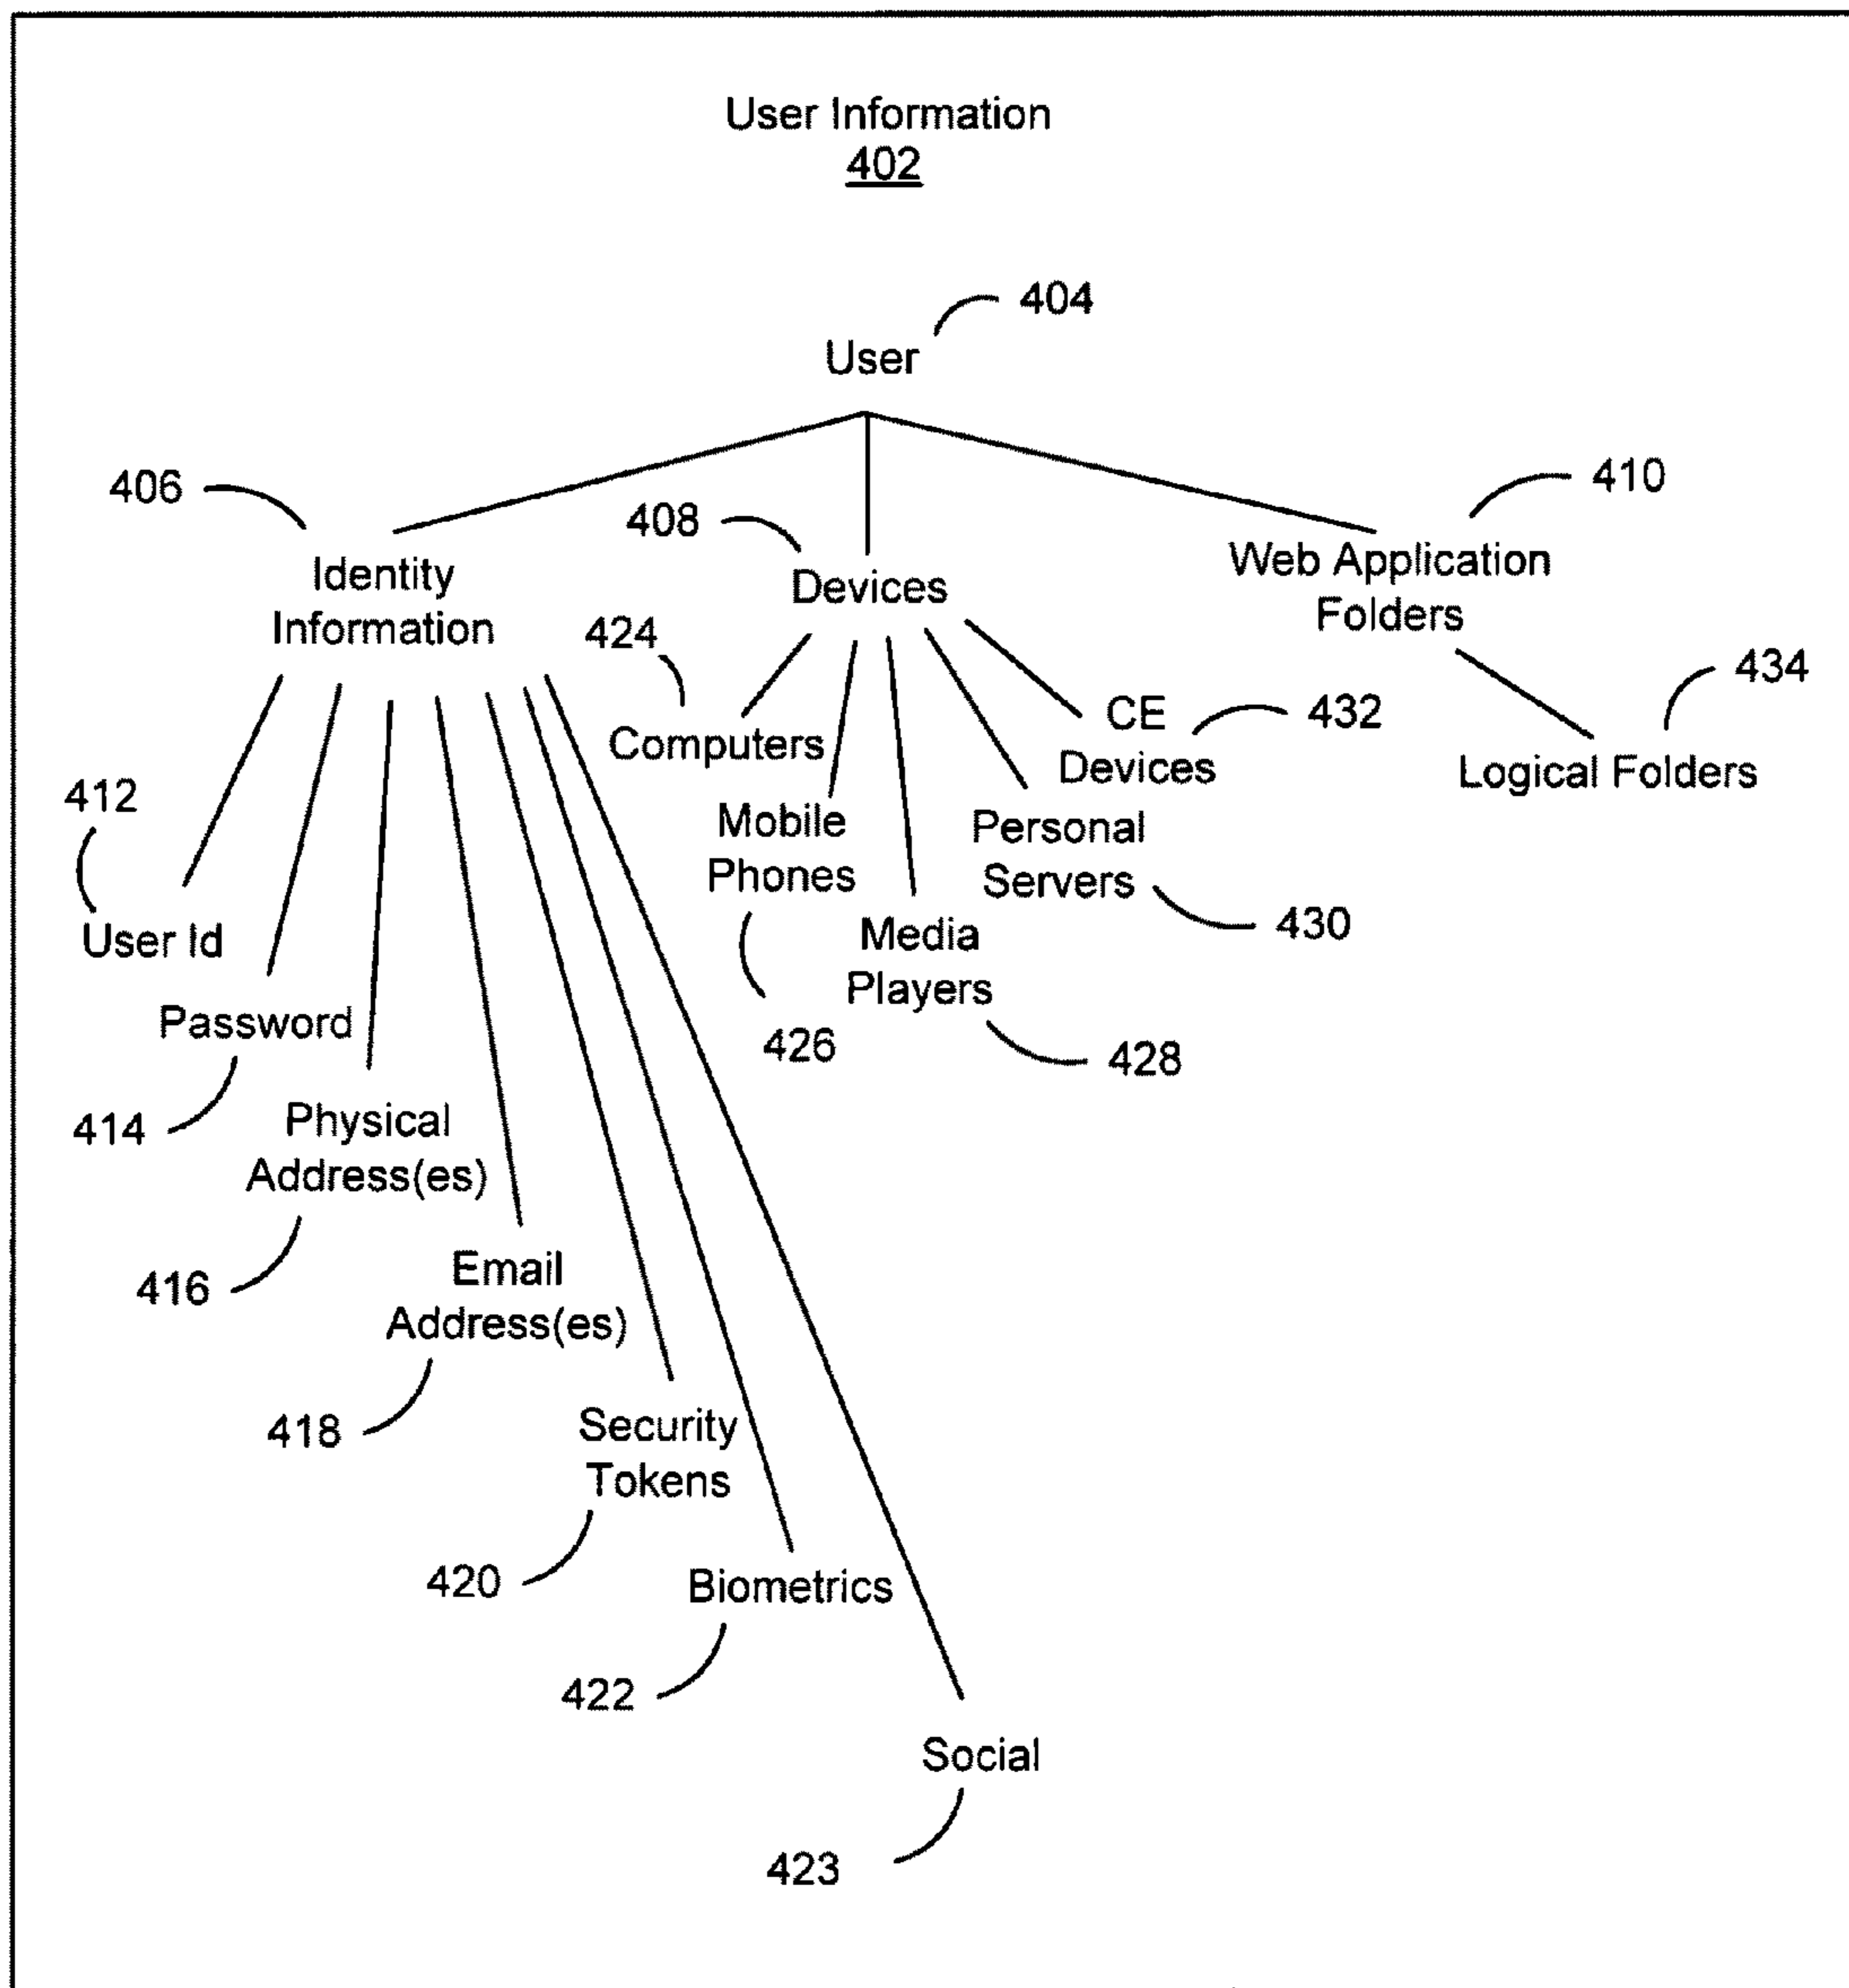 User Information
402
404
User
406
408
410
Identity
Information
Devices
Web Application
Folders
424
Computers
CE
Devices
432
434
Logical Folders
412
User Id
Mobile
Phones
Personal
Servers
430
Media
Players
426
428
Password
414
Physical
Address(es)
416
Email
Address(es)
418
Security
Tokens
420
Biometrics
422
Social
423